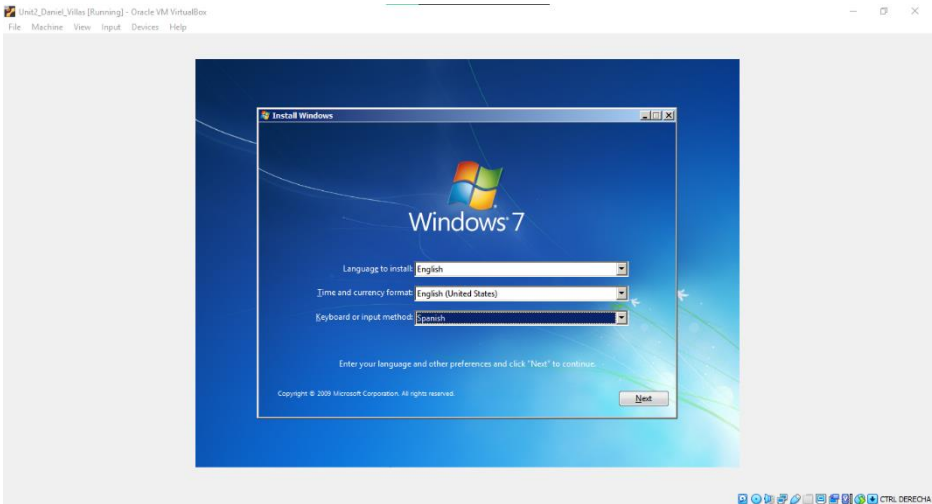 Unit2_Daniel_Villas [Running] - Oracle VM VirtualBox
File Machine View Input Devices Help
Install Windows
Windows 7
Language to install: English
Time and currency format: English (United States)
Keyboard or input method: Spanish
Enter your language and other preferences and click "Next" to continue.
Copyright © 2009 Microsoft Corporation. All rights reserved.
Next
CTRL DERECHA